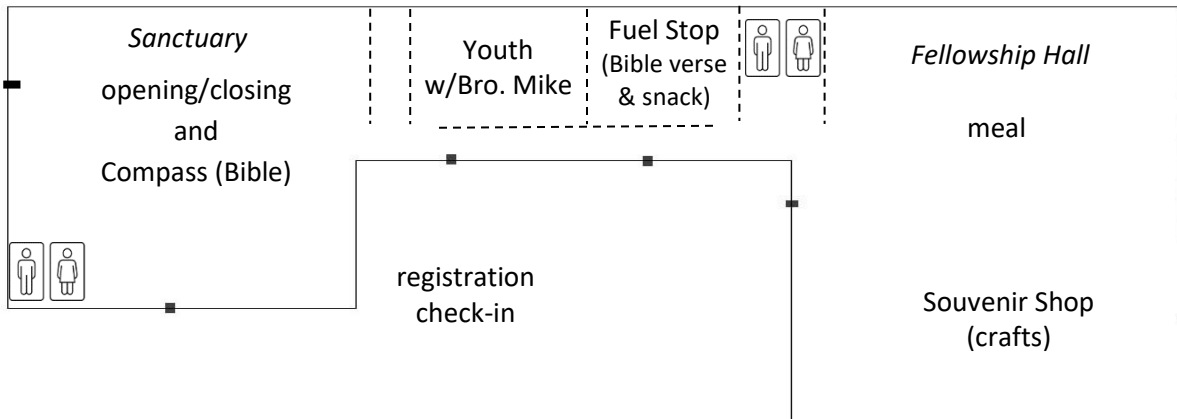 Sanctuary
opening/closing
and
Compass (Bible)
Youth
w/Bro. Mike
Fuel Stop
(Bible verse
& snack)
Fellowship Hall
meal
registration
check-in
Souvenir Shop
(crafts)